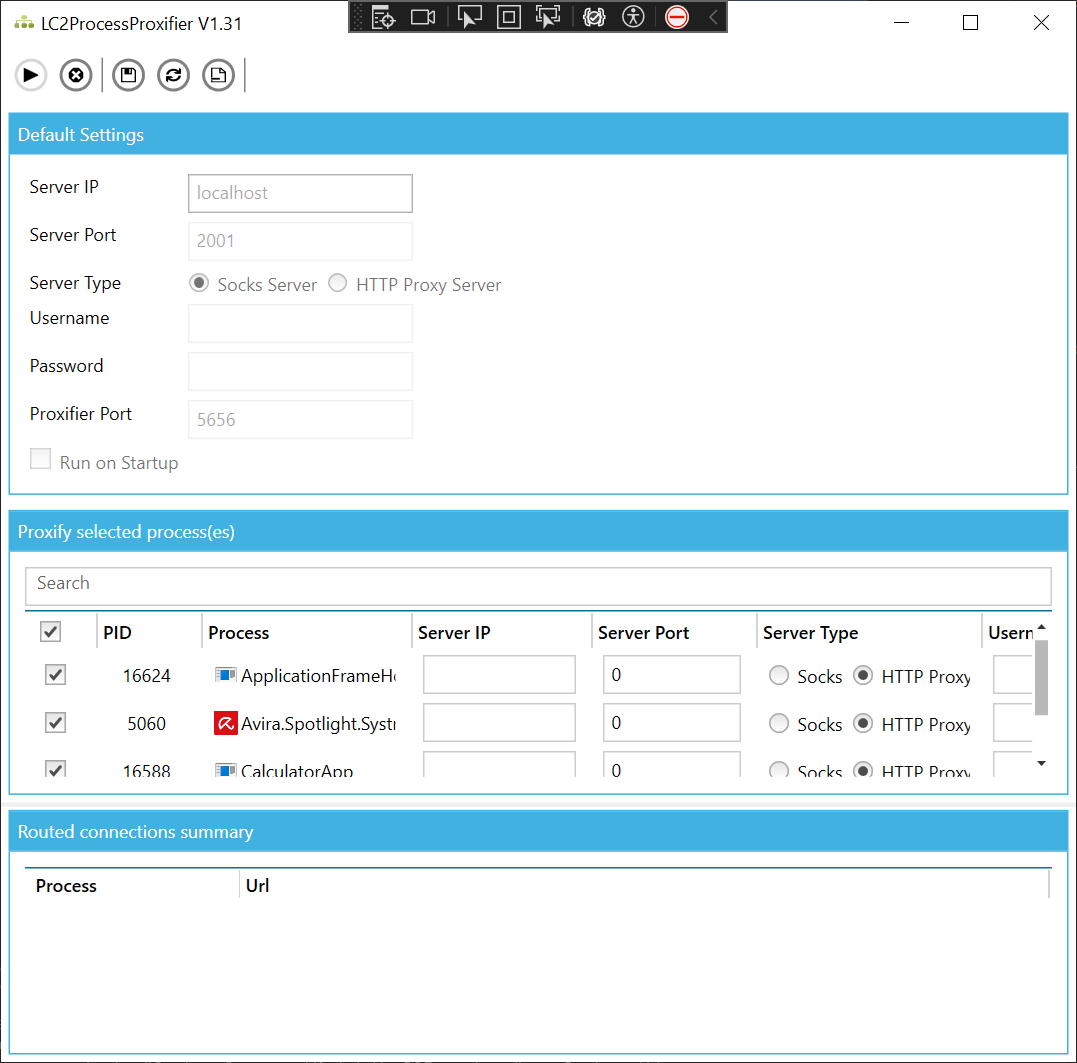 LC2ProcessProxifier V1.31
Default Settings
Server IP localhost
Server Port 2001
Server Type Socks Server HTTP Proxy Server
Username
Password
Proxifier Port 5656
Run on Startup
Proxify selected process(es)
Search
PID Process Server IP Server Port Server Type Usern
16624 ApplicationFrameH 0 Socks HTTP Proxy
5060 Avira.Spotlight.Syst 0 Socks HTTP Proxy
16588 CalculatorApp 0 Socks HTTP Proxy
Routed connections summary
Process Url